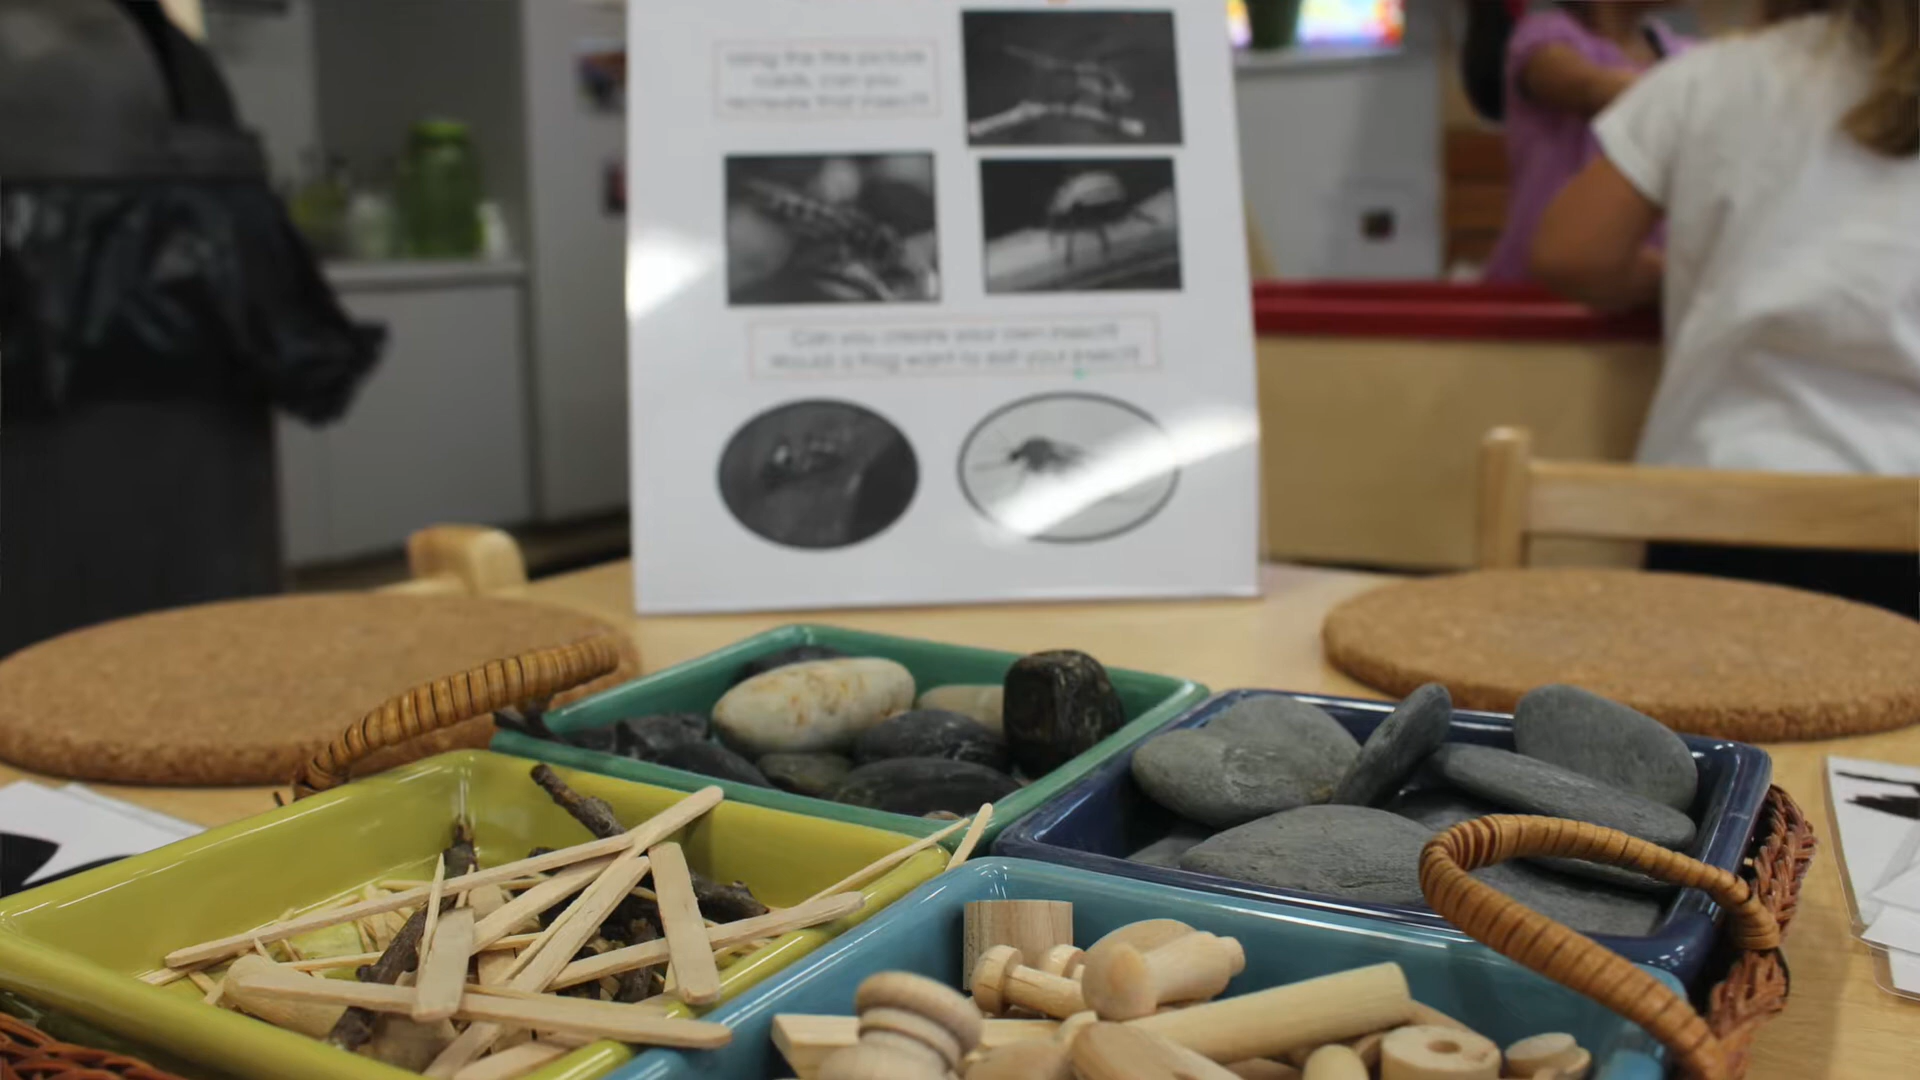 Using the the picture
cards, can you
recreate that insect?
Can you create your own insect?
Would a frog want to eat your insect?